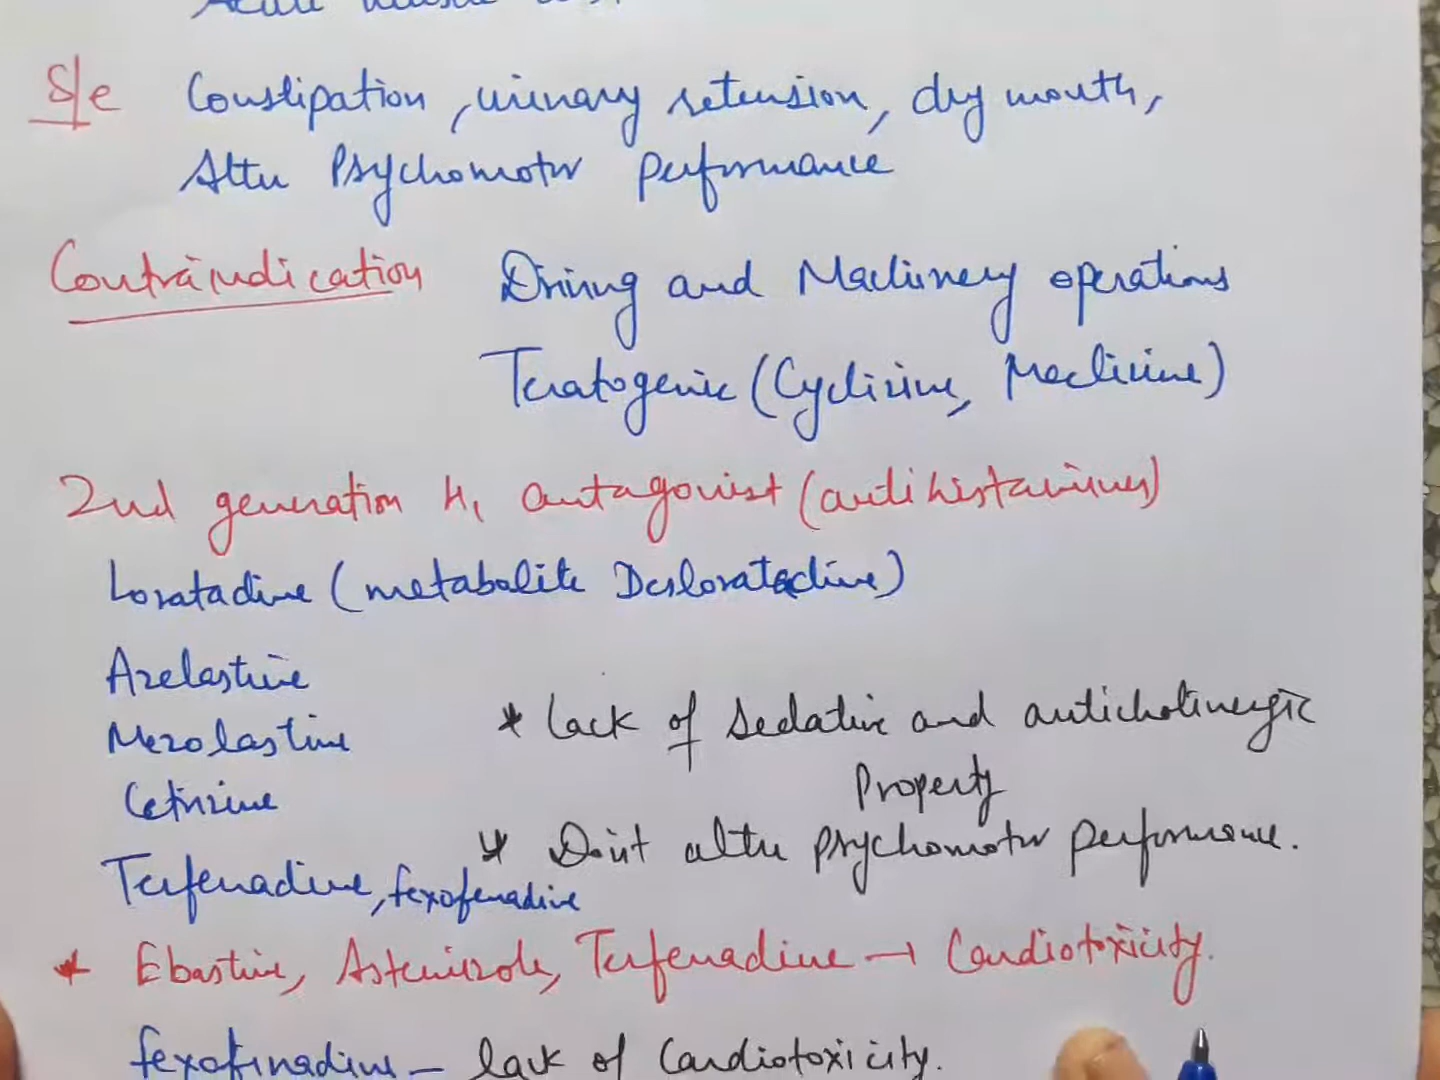 S/e Constipation, urinary retension, dry mouth,
Alter Psychomotor performance
Contraindication Driving and Machinery operations
Teratogenic (Cyclizine, Meclizine)
2nd generation H1 antagonist (antihistamines)
Loratadine (metabolite Desloratadine)
Azelastine
Mezolastine
* Lack of sedative and anticholinergic
Property
Cetirizine
* Don't alter psychomotor performance.
Terfenadine, fexofenadine
* Ebastine, Astemizole, Terfenadine → Cardiotoxicity.
fexofinadine - lack of Cardiotoxicity.